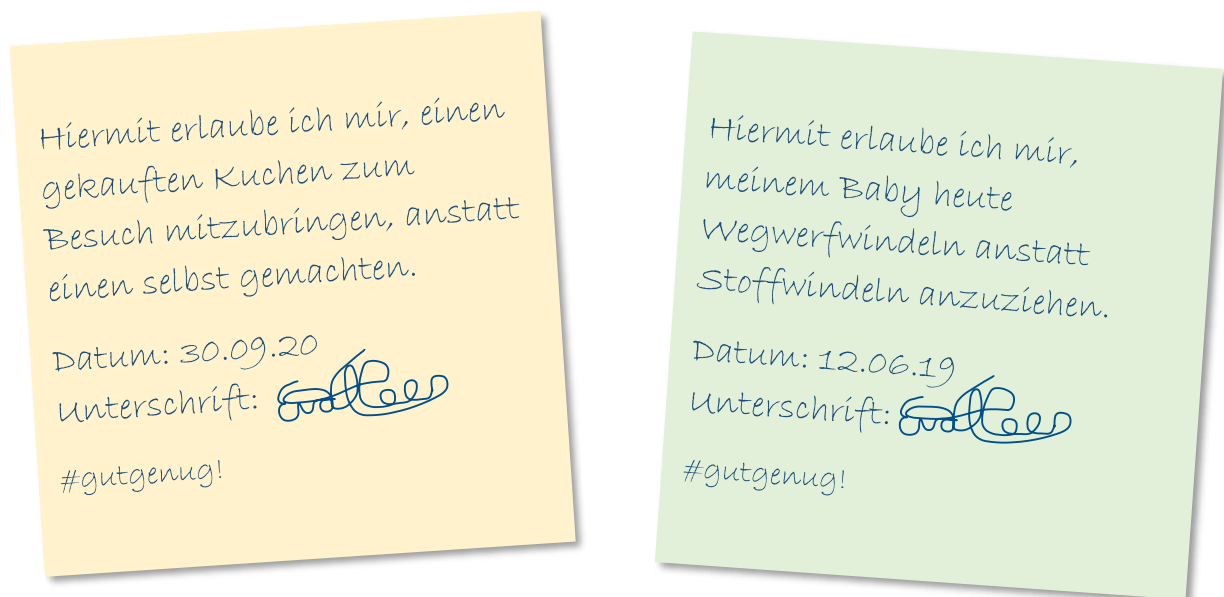 Hiermit erlaube ich mir, einen
gekauften Kuchen zum
Besuch mitzubringen, anstatt
einen selbst gemachten.
Datum: 30.09.20
Unterschrift:
#gutgenug!
Hiermit erlaube ich mir,
meinem Baby heute
Wegwerfwindeln anstatt
Stoffwindeln anzuziehen.
Datum: 12.06.19
Unterschrift:
#gutgenug!